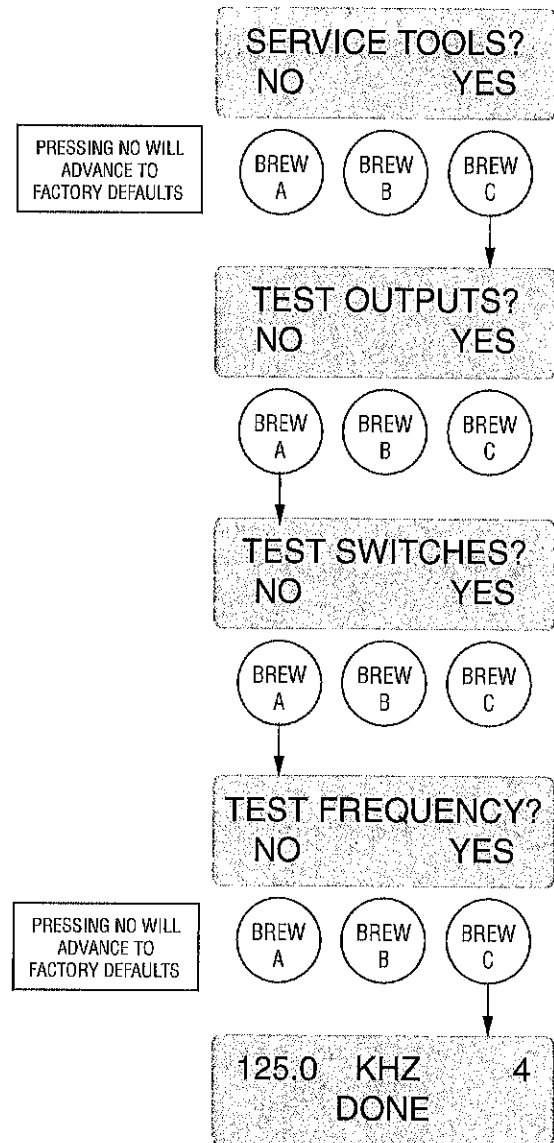 SERVICE TOOLS?
NO YES
PRESSING NO WILL
ADVANCE TO
FACTORY DEFAULTS
BREW
A
BREW
B
BREW
C
TEST OUTPUTS?
NO YES
BREW
A
BREW
B
BREW
C
TEST SWITCHES?
NO YES
BREW
A
BREW
B
BREW
C
TEST FREQUENCY?
NO YES
PRESSING NO WILL
ADVANCE TO
FACTORY DEFAULTS
BREW
A
BREW
B
BREW
C
125.0 KHZ 4
DONE